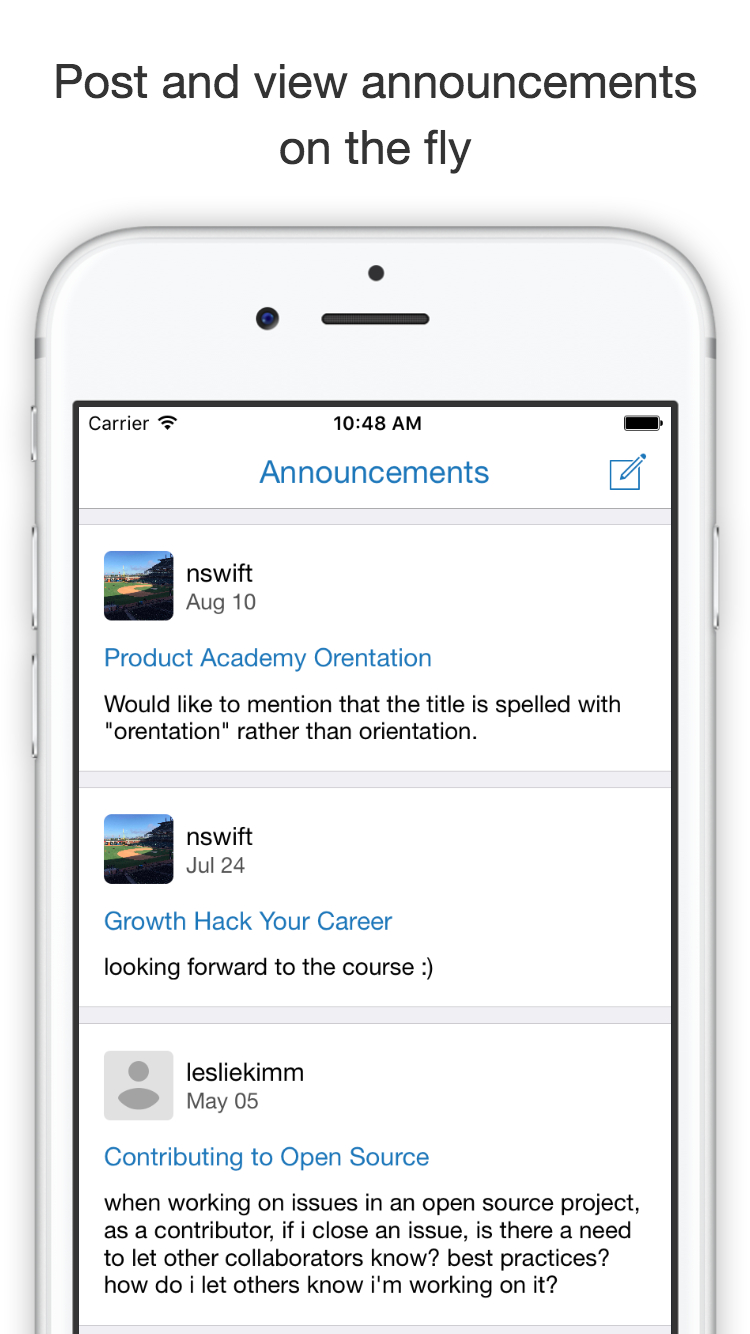 Post and view announcements
on the fly
Carrier 10:48 AM
Announcements
nswift
Aug 10
Product Academy Orentation
Would like to mention that the title is spelled with
"orentation" rather than orientation.
nswift
Jul 24
Growth Hack Your Career
looking forward to the course :)
lesliekimm
May 05
Contributing to Open Source
when working on issues in an open source project,
as a contributor, if i close an issue, is there a need
to let other collaborators know? best practices?
how do i let others know i'm working on it?